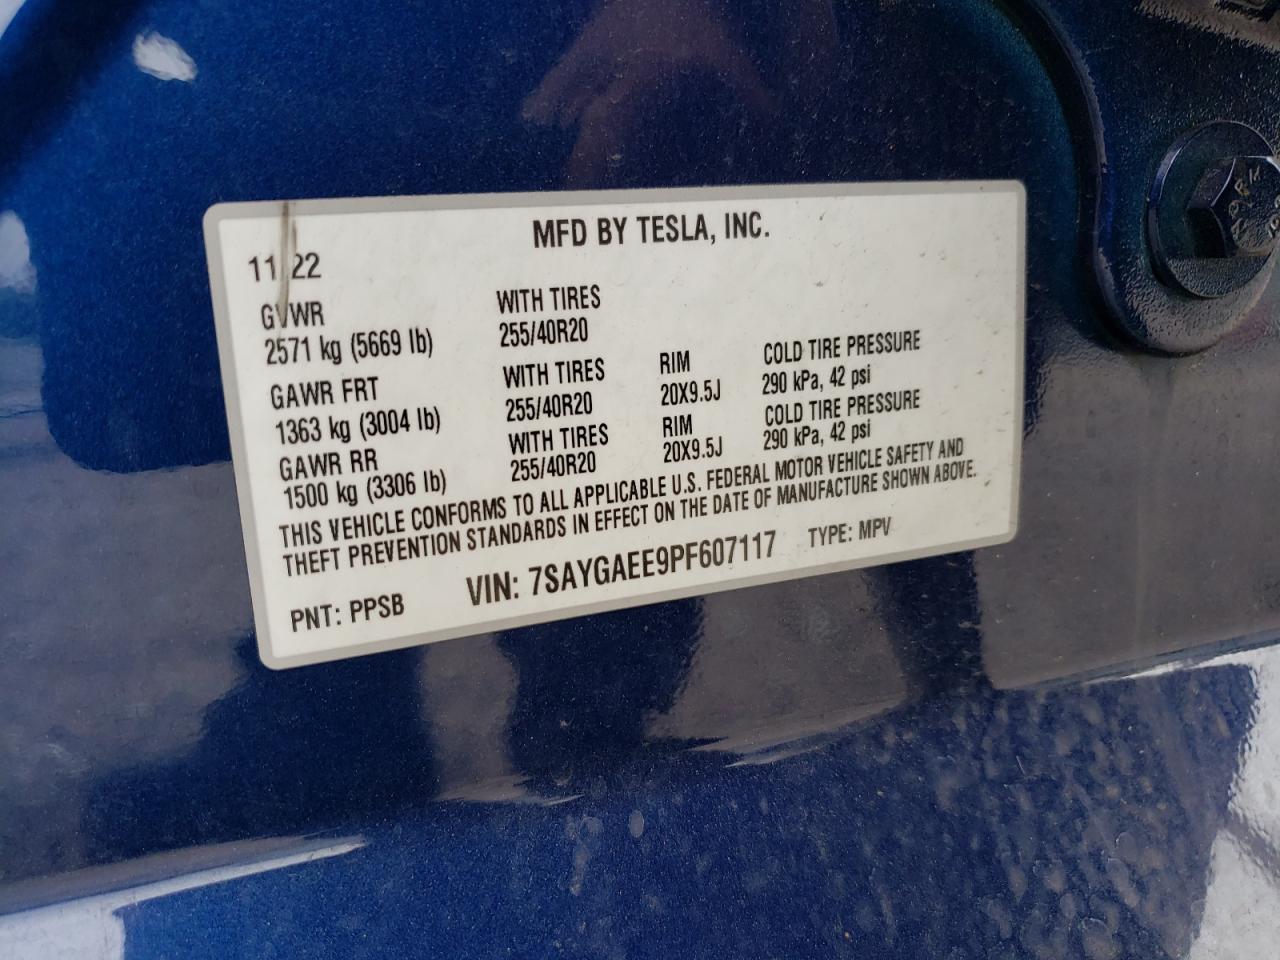 MFD BY TESLA, INC.
11/22
GVWR WITH TIRES
2571 kg (5669 lb) 255/40R20
GAWR FRT WITH TIRES RIM COLD TIRE PRESSURE
1363 kg (3004 lb) 255/40R20 20X9.5J 290 kPa, 42 psi
GAWR RR WITH TIRES RIM COLD TIRE PRESSURE
1500 kg (3306 lb) 255/40R20 20X9.5J 290 kPa, 42 psi
THIS VEHICLE CONFORMS TO ALL APPLICABLE U.S. FEDERAL MOTOR VEHICLE SAFETY AND
THEFT PREVENTION STANDARDS IN EFFECT ON THE DATE OF MANUFACTURE SHOWN ABOVE.
PNT: PPSB VIN: 7SAYGAEE9PF607117 TYPE: MPV